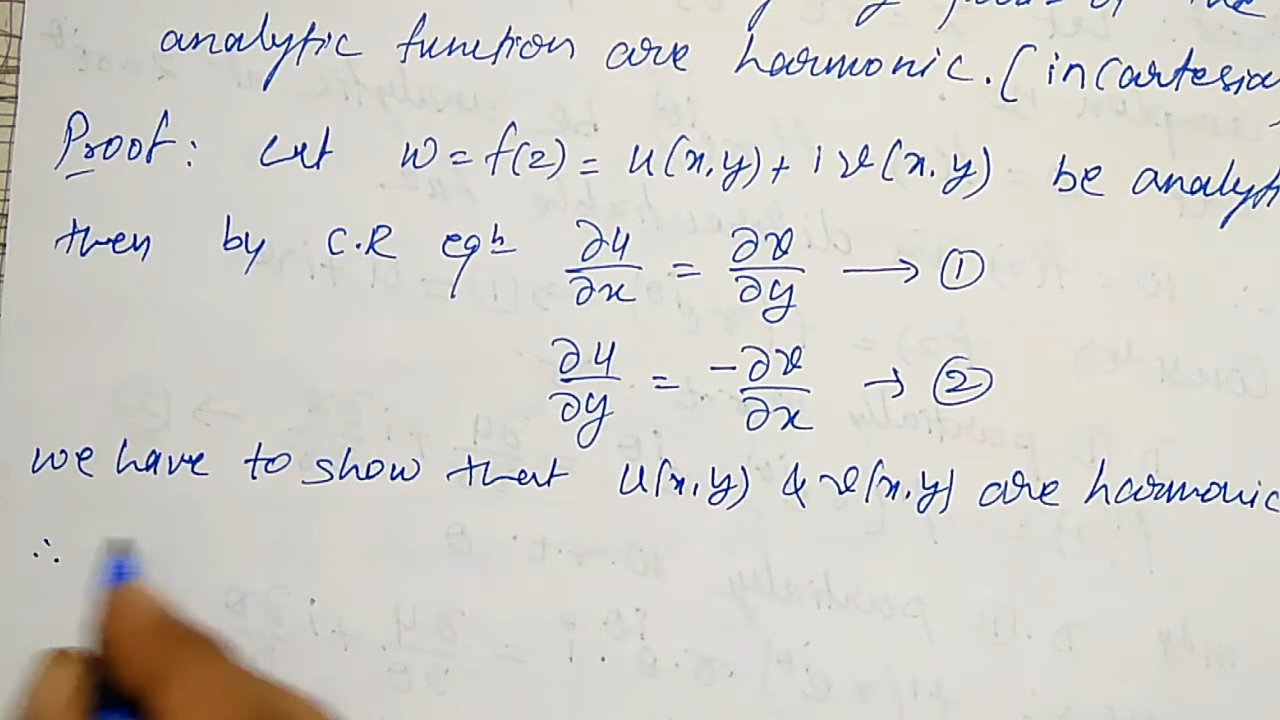 analytic function are harmonic. (in Cartesian
Proof: Let w = f(z) = u(x,y) + i v(x,y) be analyt
then by C.R eqn ∂u/∂x = ∂v/∂y → ①
∂u/∂y = -∂v/∂x → ②
we have to show that u(x,y) & v(x,y) are harmonic
∴